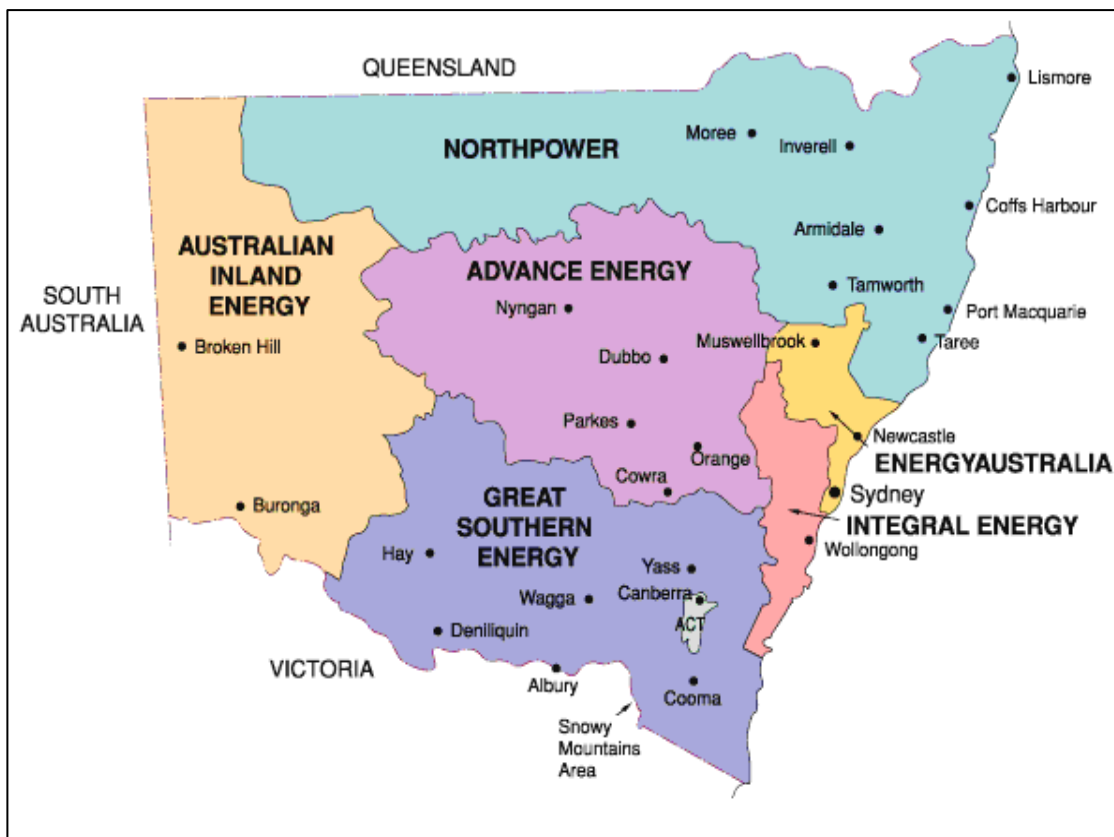 QUEENSLAND
Lismore
Moree
Inverell
NORTHPOWER
Coffs Harbour
Armidale
AUSTRALIAN
INLAND
ENERGY
ADVANCE ENERGY
Tamworth
SOUTH
AUSTRALIA
Nyngan
Port Macquarie
Muswellbrook
Taree
Broken Hill
Dubbo
Parkes
Newcastle
Orange
ENERGYAUSTRALIA
Cowra
Sydney
Buronga
GREAT
SOUTHERN
ENERGY
INTEGRAL ENERGY
Hay
Wollongong
Yass
Wagga
Canberra
ACT
Deniliquin
VICTORIA
Albury
Cooma
Snowy
Mountains
Area